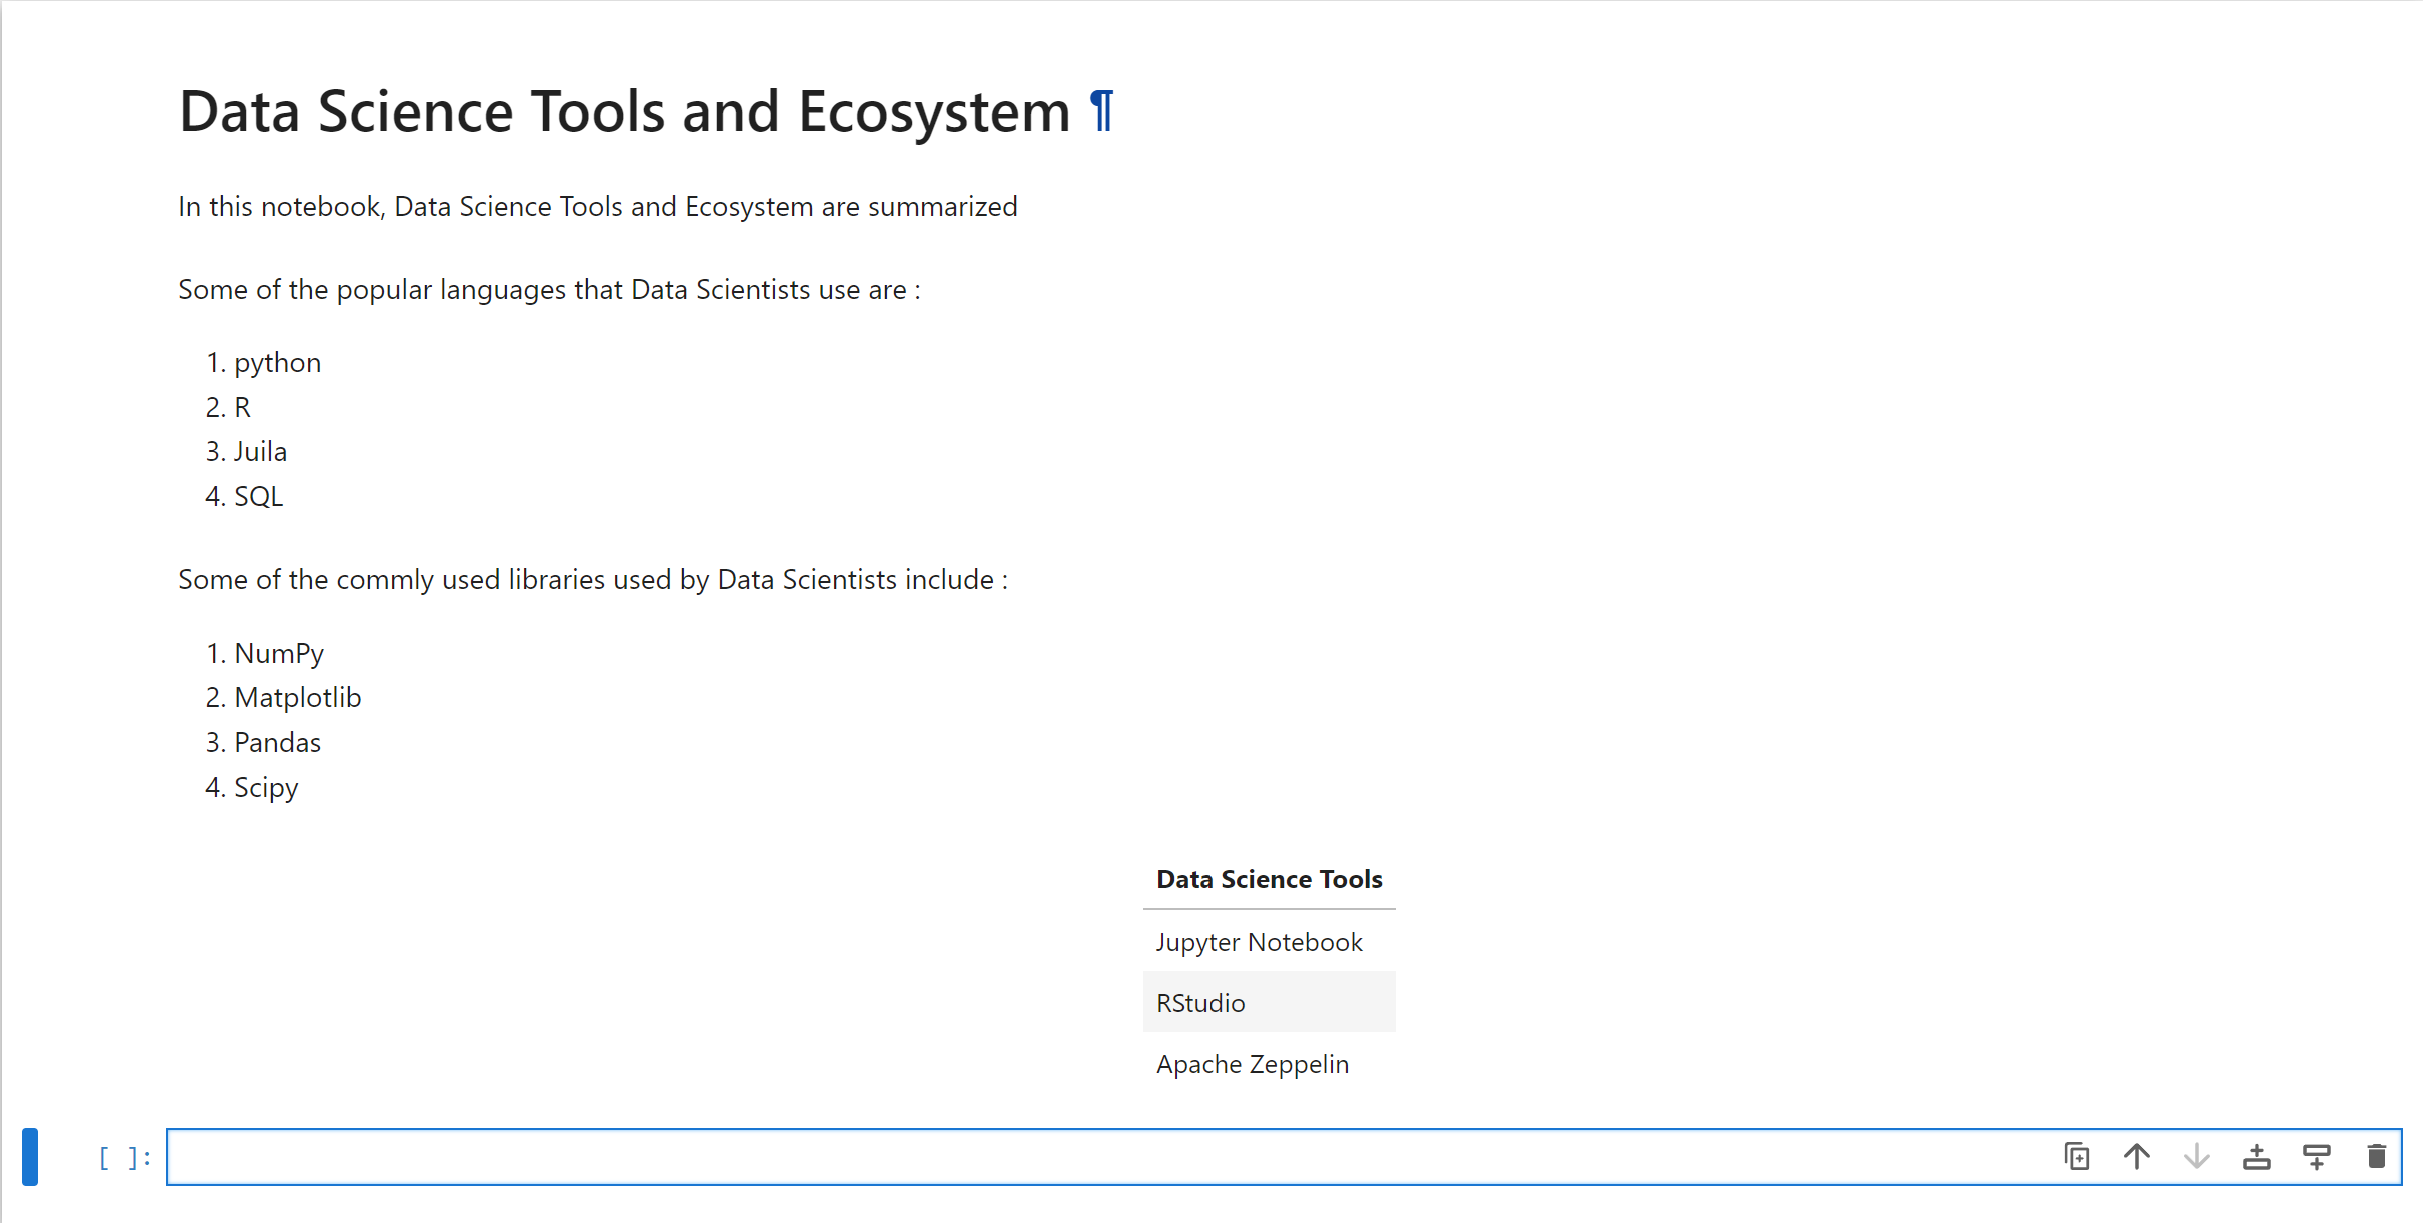 Data Science Tools and Ecosystem ¶
In this notebook, Data Science Tools and Ecosystem are summarized
Some of the popular languages that Data Scientists use are :
1. python
2. R
3. Juila
4. SQL
Some of the commly used libraries used by Data Scientists include :
1. NumPy
2. Matplotlib
3. Pandas
4. Scipy
Data Science Tools
Jupyter Notebook
RStudio
Apache Zeppelin
[ ]: